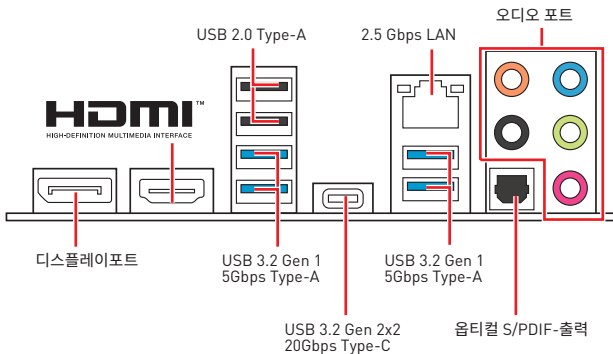 오디오 포트
USB 2.0 Type-A
2.5 Gbps LAN
HDMI™
HIGH-DEFINITION MULTIMEDIA INTERFACE
디스플레이포트
USB 3.2 Gen 1
5Gbps Type-A
USB 3.2 Gen 1
5Gbps Type-A
USB 3.2 Gen 2x2
20Gbps Type-C
옵티컬 S/PDIF-출력